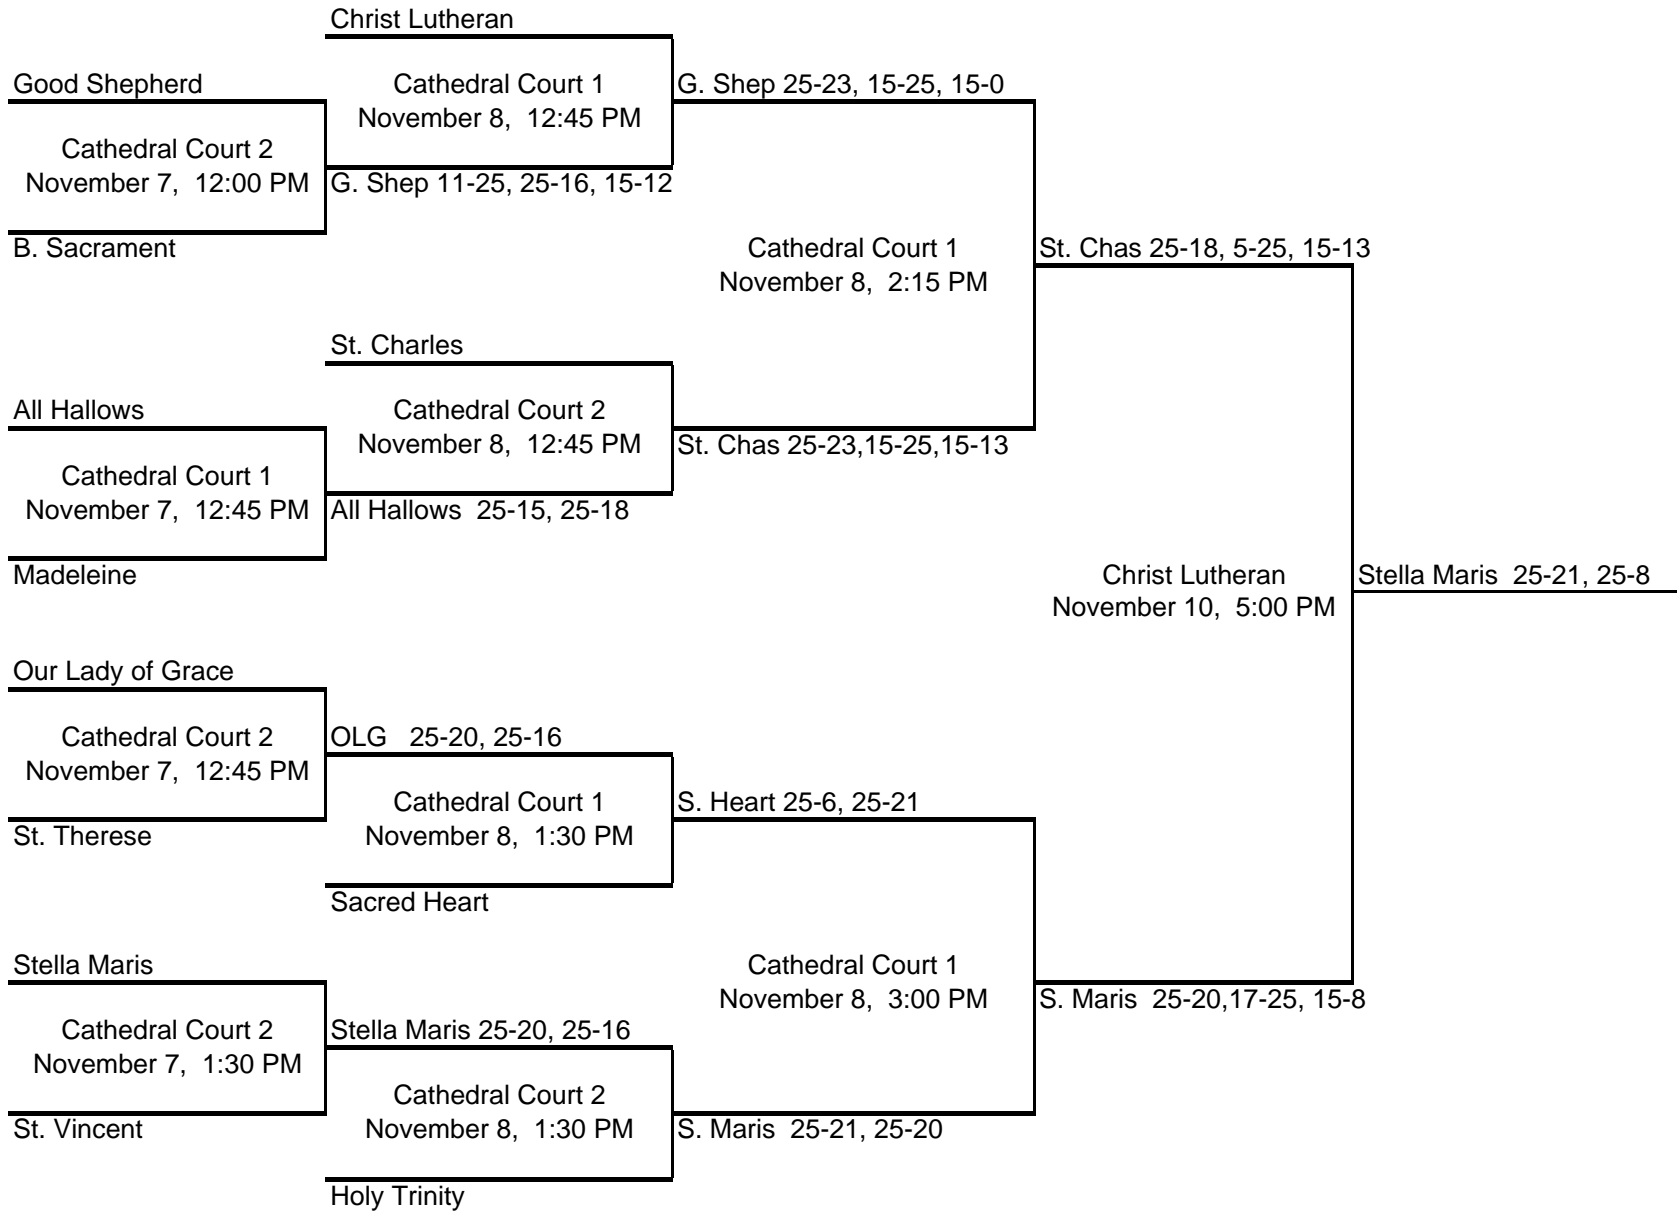 Christ Lutheran
Good Shepherd
Cathedral Court 1
November 8,  12:45 PM
G. Shep 25-23, 15-25, 15-0
Cathedral Court 2
November 7,  12:00 PM
G. Shep 11-25, 25-16, 15-12
B. Sacrament
Cathedral Court 1
November 8,  2:15 PM
St. Chas 25-18, 5-25, 15-13
St. Charles
All Hallows
Cathedral Court 2
November 8,  12:45 PM
St. Chas 25-23,15-25,15-13
Cathedral Court 1
November 7,  12:45 PM
All Hallows  25-15, 25-18
Madeleine
Christ Lutheran
November 10,  5:00 PM
Stella Maris  25-21, 25-8
Our Lady of Grace
Cathedral Court 2
November 7,  12:45 PM
OLG   25-20, 25-16
Cathedral Court 1
November 8,  1:30 PM
S. Heart 25-6, 25-21
St. Therese
Sacred Heart
Stella Maris
Cathedral Court 1
November 8,  3:00 PM
S. Maris  25-20,17-25, 15-8
Cathedral Court 2
November 7,  1:30 PM
Stella Maris 25-20, 25-16
Cathedral Court 2
November 8,  1:30 PM
St. Vincent
S. Maris  25-21, 25-20
Holy Trinity